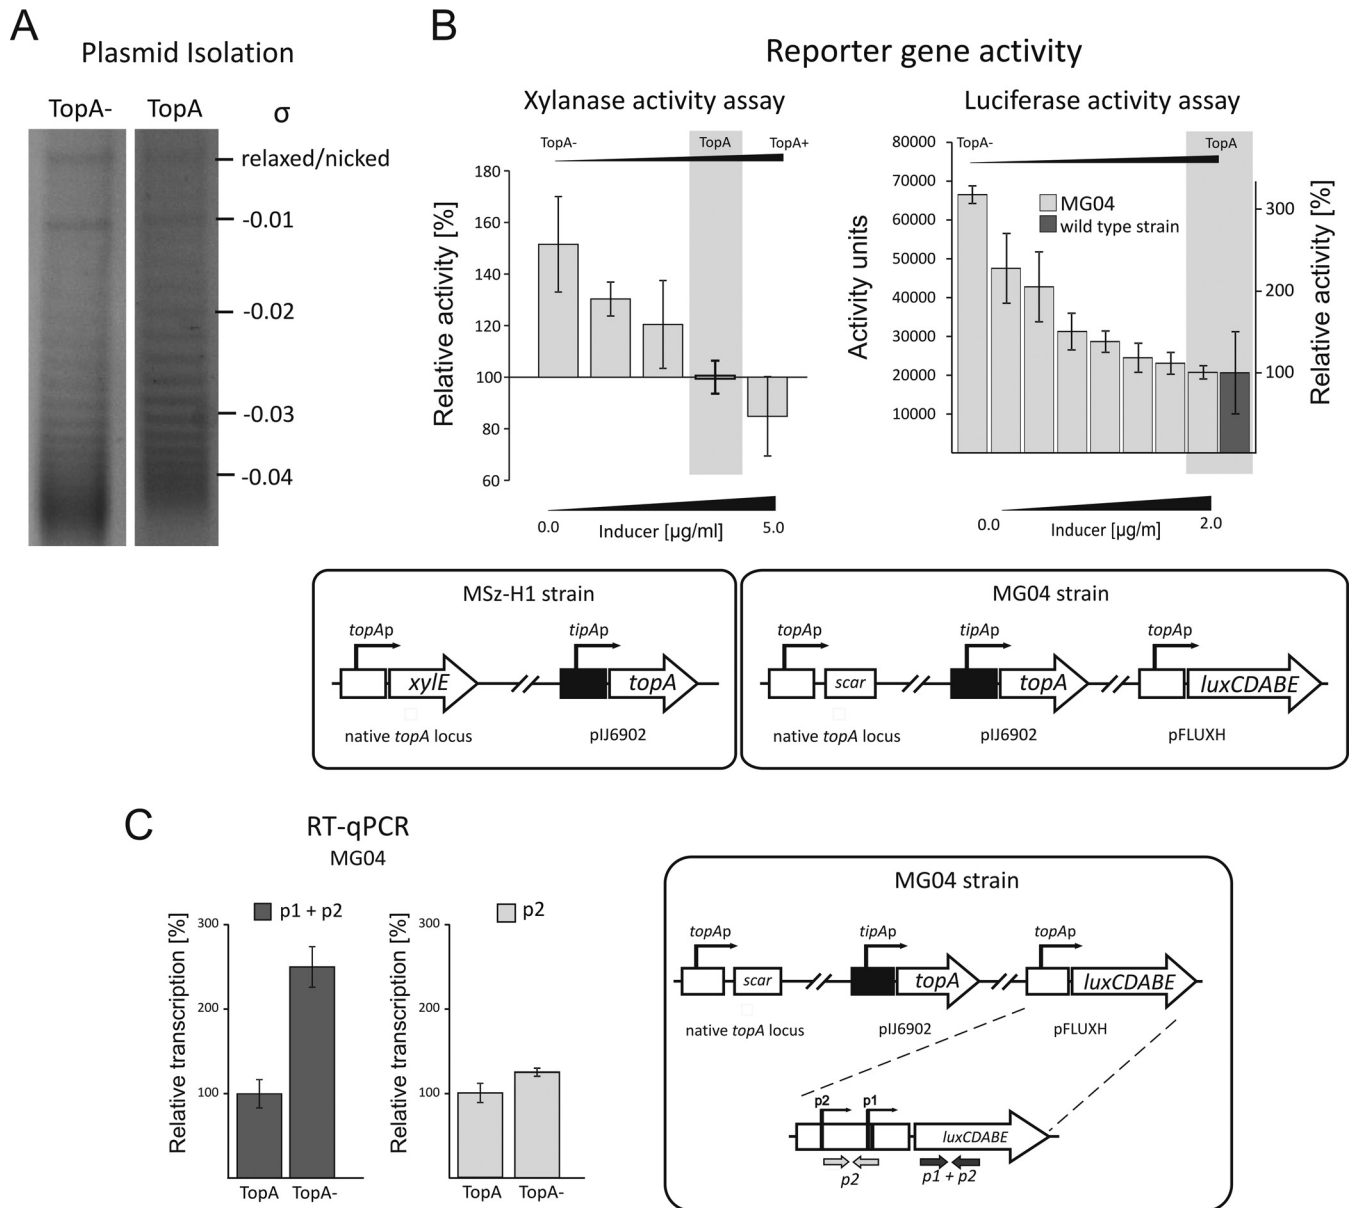 A
Plasmid Isolation
TopA-
TopA
σ
relaxed/nicked
-0.01
-0.02
-0.03
-0.04
B
Reporter gene activity
Xylanase activity assay
TopA-
TopA
TopA+
Relative activity [%]
180
160
140
120
100
80
60
0.0
Inducer [µg/ml]
5.0
Luciferase activity assay
TopA-
TopA
Activity units
80000
70000
60000
50000
40000
30000
20000
10000
MG04
wild type strain
300
200
100
Relative activity [%]
0.0
Inducer [µg/m]
2.0
MSz-H1 strain
topAp
tipAp
xylE
topA
native topA locus
pIJ6902
MG04 strain
topAp
tipAp
topAp
scar
topA
luxCDABE
native topA locus
pIJ6902
pFLUXH
C
RT-qPCR
MG04
p1 + p2
Relative transcription [%]
300
200
100
TopA
TopA-
p2
Relative transcription [%]
300
200
100
TopA
TopA-
MG04 strain
topAp
tipAp
topAp
scar
topA
luxCDABE
native topA locus
pIJ6902
pFLUXH
p2
p1
luxCDABE
p2
p1 + p2